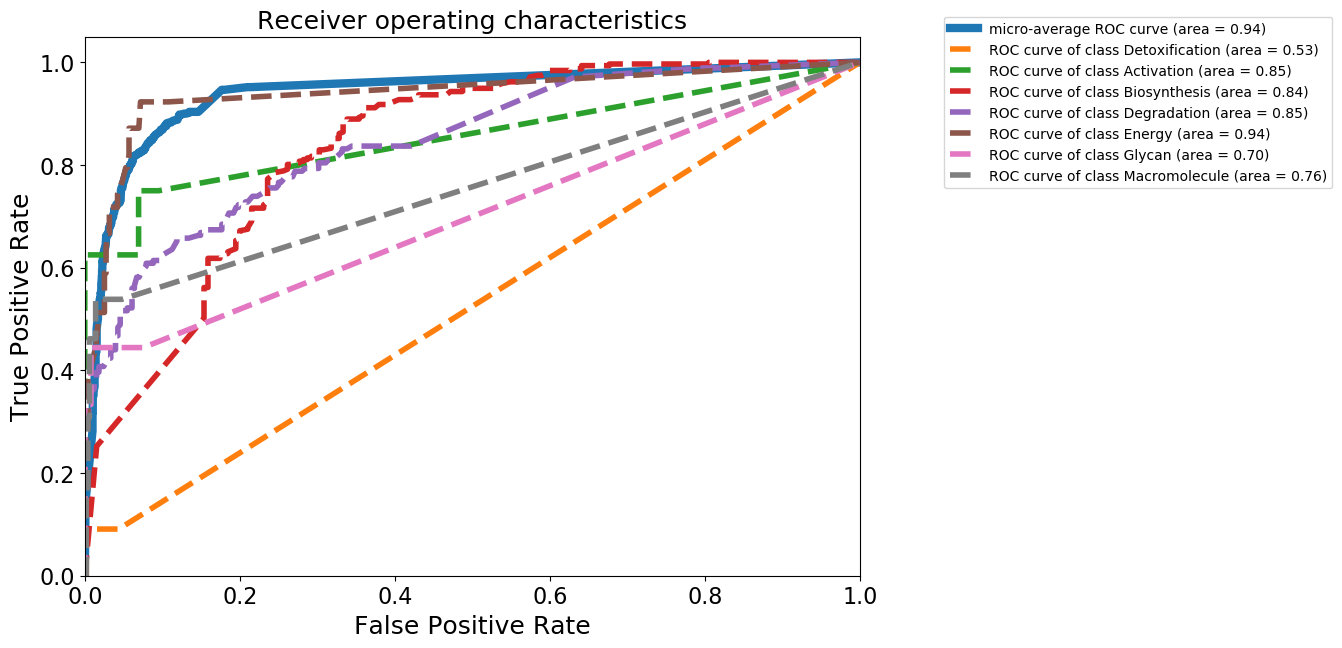 Receiver operating characteristics
micro-average ROC curve (area = 0.94)
ROC curve of class Detoxification (area = 0.53)
ROC curve of class Activation (area = 0.85)
ROC curve of class Biosynthesis (area = 0.84)
ROC curve of class Degradation (area = 0.85)
ROC curve of class Energy (area = 0.94)
ROC curve of class Glycan (area = 0.70)
ROC curve of class Macromolecule (area = 0.76)
True Positive Rate
1.0
0.8
0.6
0.4
0.2
0.0
0.0 0.2 0.4 0.6 0.8 1.0
False Positive Rate